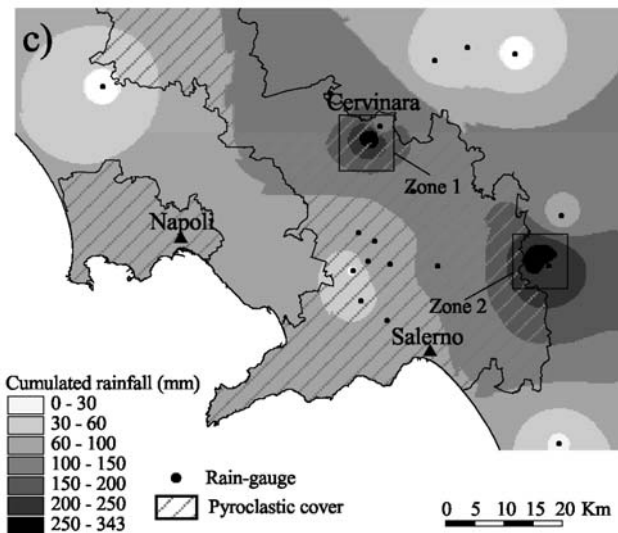 c)
Cervinara
Zone 1
Napoli
Zone 2
Salerno
Cumulated rainfall (mm)
0 - 30
30 - 60
60 - 100
100 - 150
150 - 200
200 - 250
250 - 343
Rain-gauge
Pyroclastic cover
0 5 10 15 20 Km